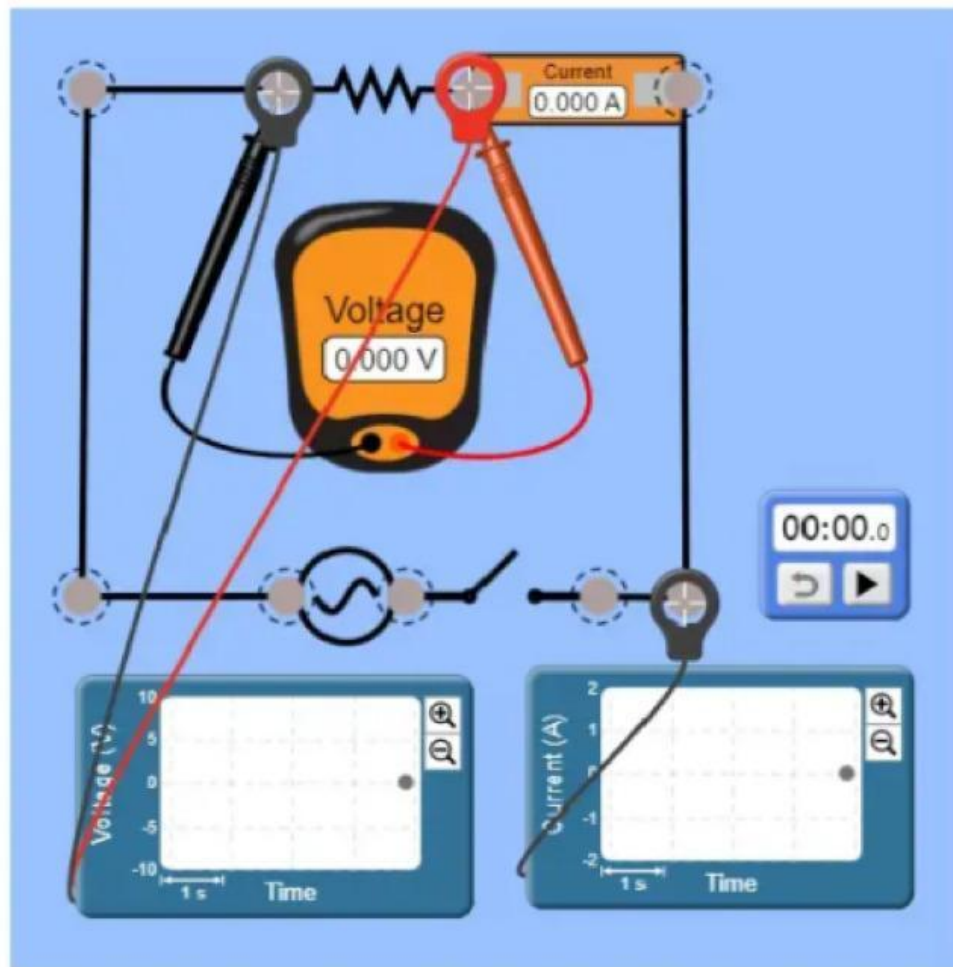 Current
0.000 A
Voltage
0.000 V
00:00.0
Voltage (V)
10
5
0
-5
-10
1 s
Time
Current (A)
2
1
0
-1
-2
1 s
Time